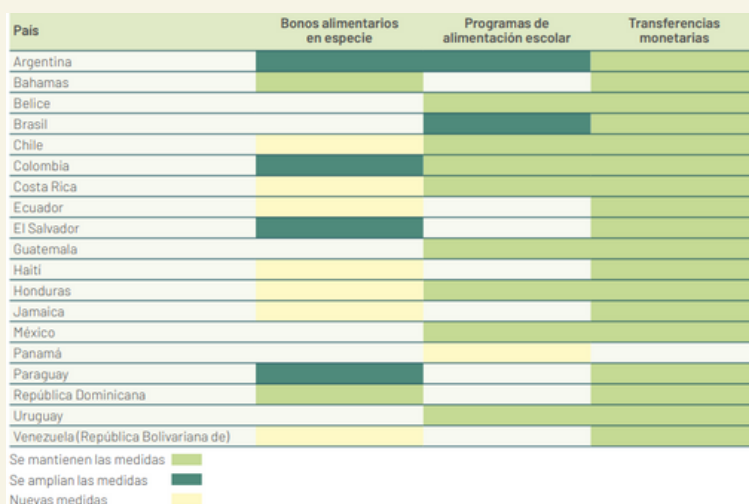 País Bonos alimentarios en especie Programas de alimentación escolar Transferencias monetarias
Argentina
Bahamas
Belice
Brasil
Chile
Colombia
Costa Rica
Ecuador
El Salvador
Guatemala
Haití
Honduras
Jamaica
México
Panamá
Paraguay
República Dominicana
Uruguay
Venezuela (República Bolivariana de)
Se mantienen las medidas
Se amplían las medidas
Nuevas medidas